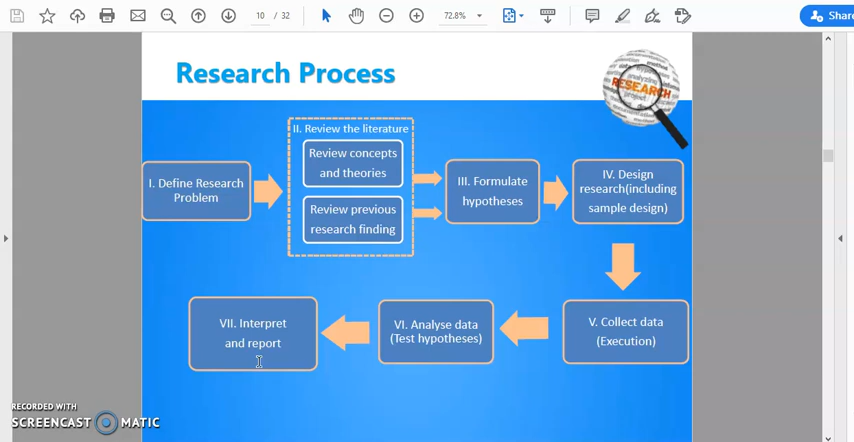 10 / 32
72.8%
Share
Research Process
RESEARCH
analyzing
project
II. Review the literature
Review concepts
and theories
Review previous
research finding
I. Define Research
Problem
III. Formulate
hypotheses
IV. Design
research(including
sample design)
VII. Interpret
and report
VI. Analyse data
(Test hypotheses)
V. Collect data
(Execution)
RECORDED WITH
SCREENCAST MATIC